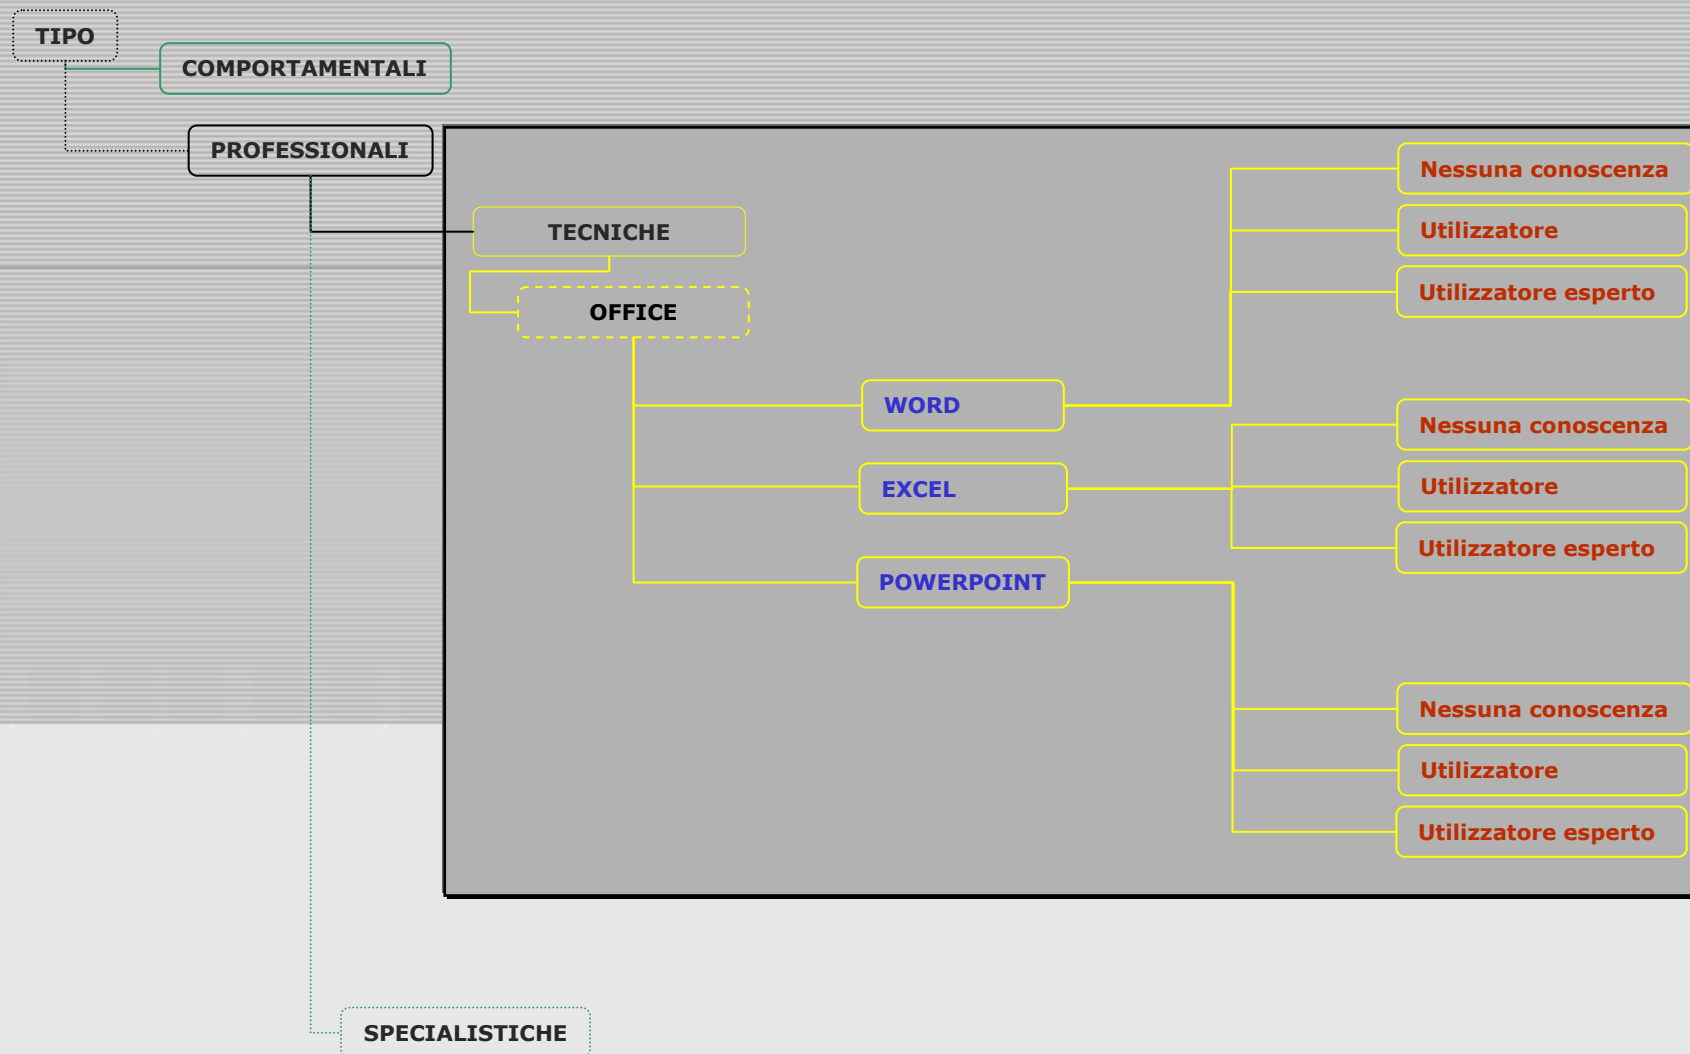 TIPO
COMPORTAMENTALI
PROFESSIONALI
TECNICHE
OFFICE
WORD
Nessuna conoscenza
Utilizzatore
Utilizzatore esperto
EXCEL
Nessuna conoscenza
Utilizzatore
Utilizzatore esperto
POWERPOINT
Nessuna conoscenza
Utilizzatore
Utilizzatore esperto
SPECIALISTICHE